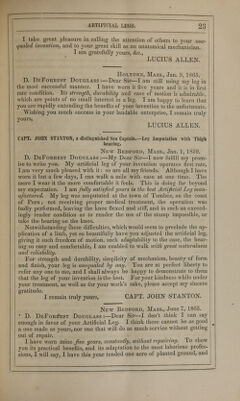 ARTIFICIAL LEGS. 23
I take great pleasure in calling the attention of others to your une-
qualed invention, and to your great skill as an anatomical mechanician.
I am gratefully yours, &c.,
LUCIUS ALLEN.
HOLYOKE, MASS., Jan. 9, 1865.
D. DEFORREST DOUGLASS:—Dear Sir—I am still using my leg in
the most successful manner. I have worn it five years and it is in first
rate condition. Its strength, durability and ease of motion is admirable,
which are points of no small interest in a leg. I am happy to learn that
you are rapidly extending the benefits of your invention to the unfortunate.
Wishing you much success in your laudable enterprise, I remain truly
yours,
LUCIUS ALLEN.
CAPT. JOHN STANTON, a distinguished Sea Captain.—Leg Amputation with Thigh
bearing.
NEW BEDFORD, MASS., Jan. 1, 1859.
D. DEFORREST DOUGLASS:—My Dear Sir—I now fulfill my prom-
ise to write you. My artificial leg of your invention operates first rate,
I am very much pleased with it: so are all my friends. Although I have
worn it but a few days, I can walk a mile with ease at one time. The
more I wear it the more comfortable it feels. This is doing far beyond
my expectation. I am fully satisfied yours is the best Artificial Leg man-
ufactured. My leg was amputated in the town of Tumbez, on the coast
of Peru; not receiving proper medical treatment, the operation was
badly performed, leaving the knee flexed and stiff, and in such an exceed-
ingly tender condition as to render the use of the stump impossible, or
take the bearing on the knee.
Notwithstanding these difficulties, which would seem to preclude the ap-
plication of a limb, yet so beautifully have you adjusted the artificial leg,
giving it such freedom of motion, such adaptability to the case, the bear-
ing so easy and comfortable, I am enabled to walk with great naturalness
and reliability.
For strength and durability, simplicity of mechanism, beauty of form
and finish, your leg is unequaled by any. You are at perfect liberty to
refer any one to me, and I shall always be happy to demonstrate to them
that the leg of your invention is the best. For your kindness while under
your treatment, as well as for your work's sake, please accept my sincere
gratitude.
I remain truly yours, CAPT. JOHN STANTON.
NEW BEDFORD, MASS., June 7, 1865.
D. DEFORREST DOUGLASS:—Dear Sir—I don't think I can say
enough in favor of your Artificial Leg. I think there cannot be as good
a one made as yours, nor one that will do as much service without getting
out of repair.
I have worn mine five years, constantly, without repairing. To show
you its practical benefits, and its adaptation to the most laborious profes-
sions, I will say, I have this year tended one acre of planted ground, and